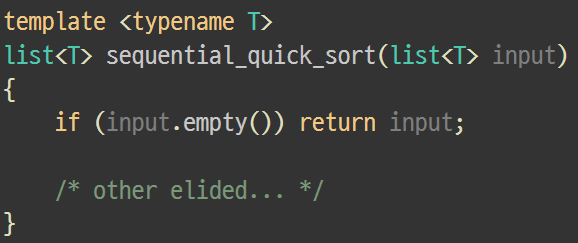 template <typename T>
list<T> sequential_quick_sort(list<T> input)
{
    if (input.empty()) return input;
    /* other elided... */
}